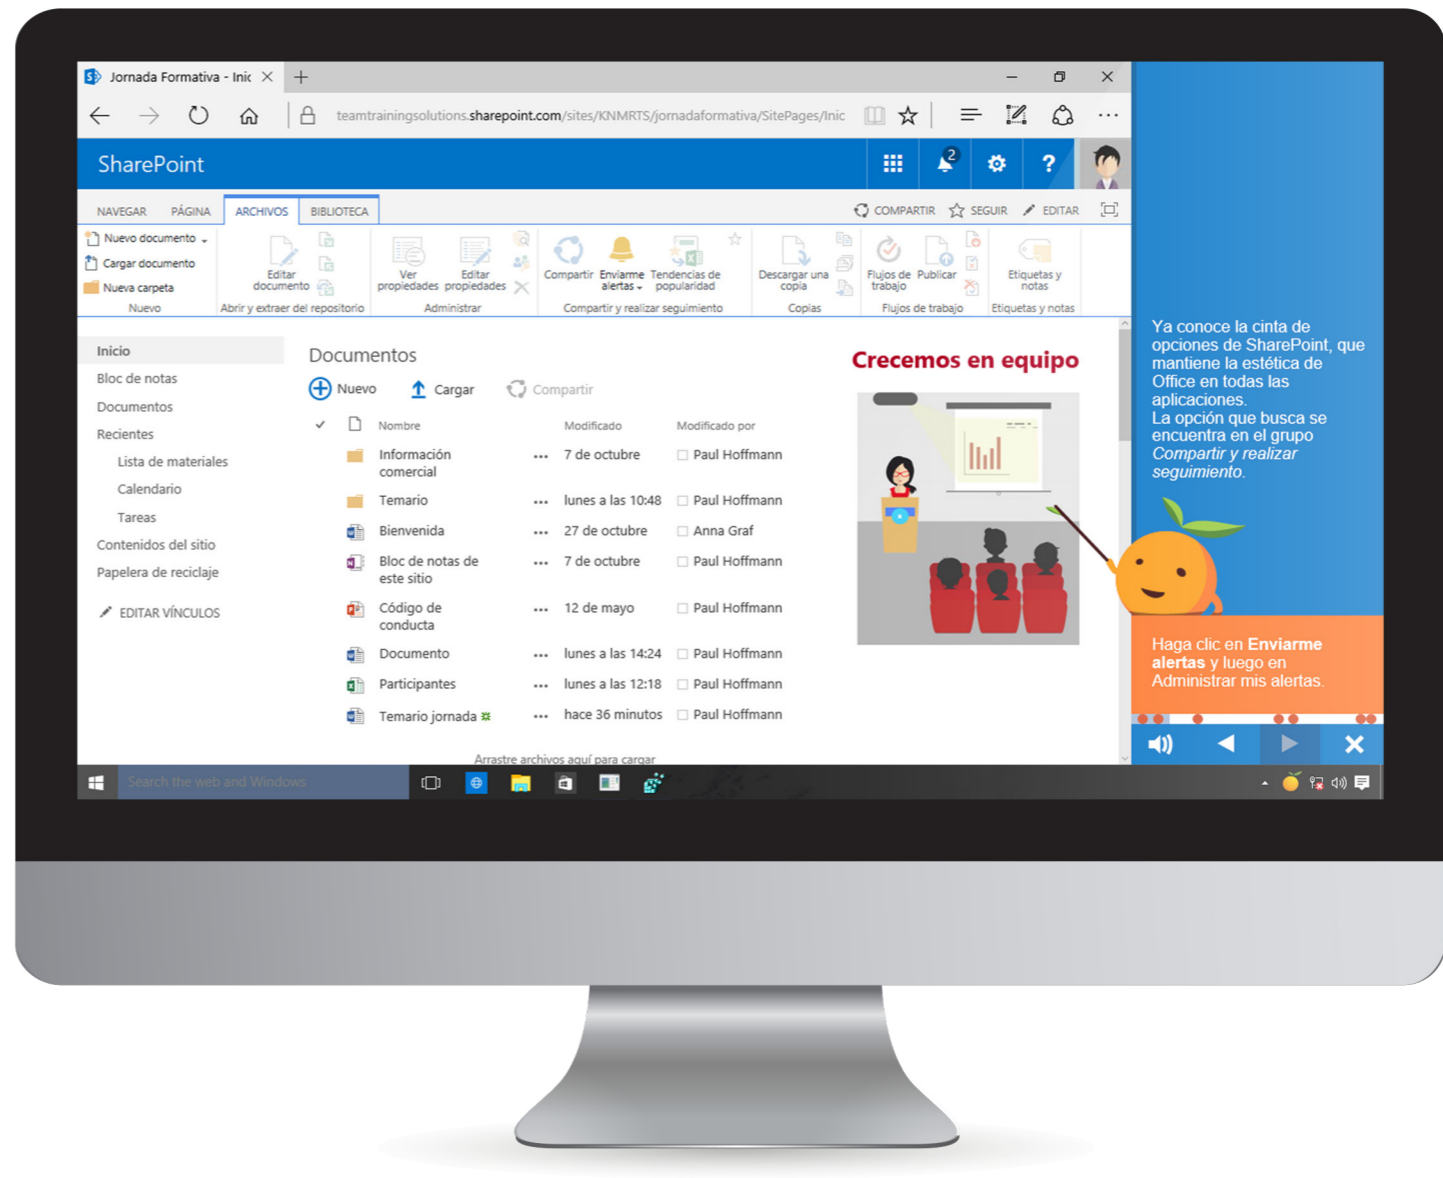 Jornada Formativa - Inic
teamtrainingsolutions.sharepoint.com/sites/KNMRTS/jornadaformativa/SitePages/Inic
SharePoint
2
?
NAVEGAR PÁGINA ARCHIVOS BIBLIOTECA
COMPARTIR SEGUIR EDITAR
Nuevo documento
Cargar documento
Nueva carpeta
Nuevo
Editar
documento
Abrir y extraer del repositorio
Ver
propiedades
Editar
propiedades
Administrar
Compartir
Enviarme
alertas
Tendencias de
popularidad
Compartir y realizar seguimiento
Descargar una
copia
Copias
Flujos de
trabajo
Publicar
Flujos de trabajo
Etiquetas y
notas
Etiquetas y notas
Inicio
Bloc de notas
Documentos
Recientes
Lista de materiales
Calendario
Tareas
Contenidos del sitio
Papelera de reciclaje
EDITAR VÍNCULOS
Documentos
Nuevo Cargar Compartir
Nombre Modificado Modificado por
Información
comercial
... 7 de octubre Paul Hoffmann
Temario ... lunes a las 10:48 Paul Hoffmann
Bienvenida ... 27 de octubre Anna Graf
Bloc de notas de
este sitio
... 7 de octubre Paul Hoffmann
Código de
conducta
... 12 de mayo Paul Hoffmann
Documento ... lunes a las 14:24 Paul Hoffmann
Participantes ... lunes a las 12:18 Paul Hoffmann
Temario jornada ... hace 36 minutos Paul Hoffmann
Arrastre archivos aquí para cargar
Crecemos en equipo
Ya conoce la cinta de
opciones de SharePoint, que
mantiene la estética de
Office en todas las
aplicaciones.
La opción que busca se
encuentra en el grupo
Compartir y realizar
seguimiento.
Haga clic en Enviarme
alertas y luego en
Administrar mis alertas.
Search the web and Windows